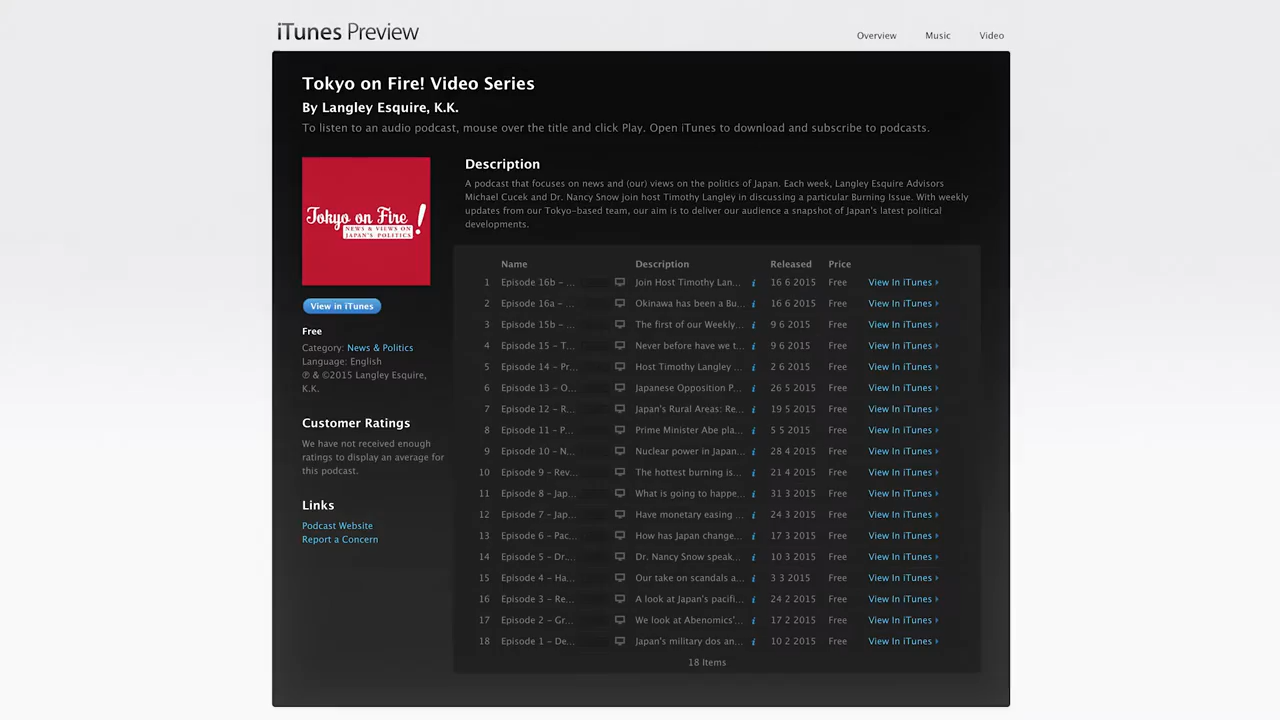 iTunes Preview
Overview Music Video
Tokyo on Fire! Video Series
By Langley Esquire, K.K.
To listen to an audio podcast, mouse over the title and click Play. Open iTunes to download and subscribe to podcasts.
Tokyo on Fire!
NEWS & VIEWS ON
JAPAN'S POLITICS
View in iTunes
Free
Category: News & Politics
Language: English
℗ & ©2015 Langley Esquire,
K.K.
Customer Ratings
We have not received enough
ratings to display an average for
this podcast.
Links
Podcast Website
Report a Concern
Description
A podcast that focuses on news and (our) views on the politics of Japan. Each week, Langley Esquire Advisors
Michael Cucek and Dr. Nancy Snow join host Timothy Langley in discussing a particular Burning Issue. With weekly
updates from our Tokyo-based team, our aim is to deliver our audience a snapshot of Japan's latest political
developments.
Name Description Released Price
1 Episode 16b - ... Join Host Timothy Lan... i 16 6 2015 Free View In iTunes
2 Episode 16a - ... Okinawa has been a Bu... i 16 6 2015 Free View In iTunes
3 Episode 15b - ... The first of our Weekly... i 9 6 2015 Free View In iTunes
4 Episode 15 - T... Never before have we t... i 9 6 2015 Free View In iTunes
5 Episode 14 - Pr... Host Timothy Langley ... i 2 6 2015 Free View In iTunes
6 Episode 13 - O... Japanese Opposition P... i 26 5 2015 Free View In iTunes
7 Episode 12 - R... Japan's Rural Areas: Re... i 19 5 2015 Free View In iTunes
8 Episode 11 - P... Prime Minister Abe pla... i 5 5 2015 Free View In iTunes
9 Episode 10 - N... Nuclear power in Japan... i 28 4 2015 Free View In iTunes
10 Episode 9 - Rev... The hottest burning is... i 21 4 2015 Free View In iTunes
11 Episode 8 - Jap... What is going to happe... i 31 3 2015 Free View In iTunes
12 Episode 7 - Jap... Have monetary easing ... i 24 3 2015 Free View In iTunes
13 Episode 6 - Pac... How has Japan change... i 17 3 2015 Free View In iTunes
14 Episode 5 - Dr.... Dr. Nancy Snow speak... i 10 3 2015 Free View In iTunes
15 Episode 4 - Ha... Our take on scandals a... i 3 3 2015 Free View In iTunes
16 Episode 3 - Re... A look at Japan's pacifi... i 24 2 2015 Free View In iTunes
17 Episode 2 - Gr... We look at Abenomics'... i 17 2 2015 Free View In iTunes
18 Episode 1 - De... Japan's military dos an... i 10 2 2015 Free View In iTunes
18 Items